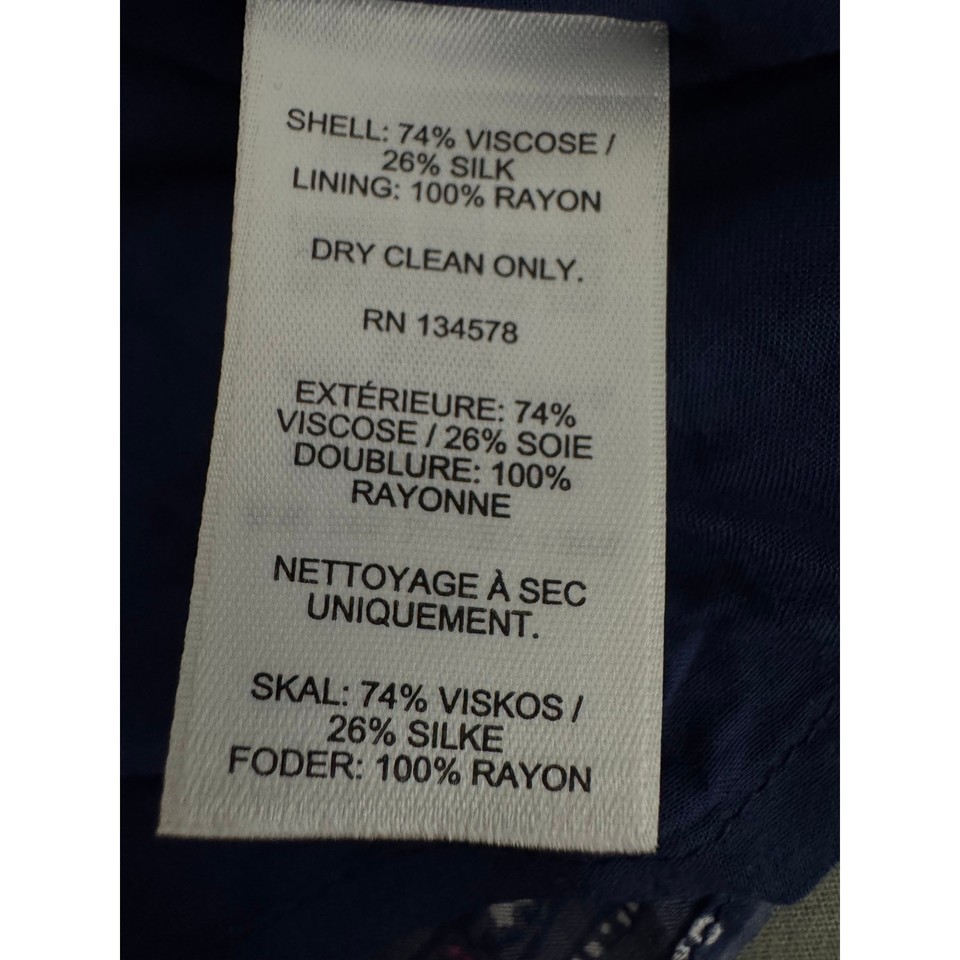 SHELL: 74% VISCOSE /
26% SILK
LINING: 100% RAYON
DRY CLEAN ONLY.
RN 134578
EXTÉRIEURE: 74%
VISCOSE / 26% SOIE
DOUBLURE: 100%
RAYONNE
NETTOYAGE À SEC
UNIQUEMENT.
SKAL: 74% VISKOS /
26% SILKE
FODER: 100% RAYON